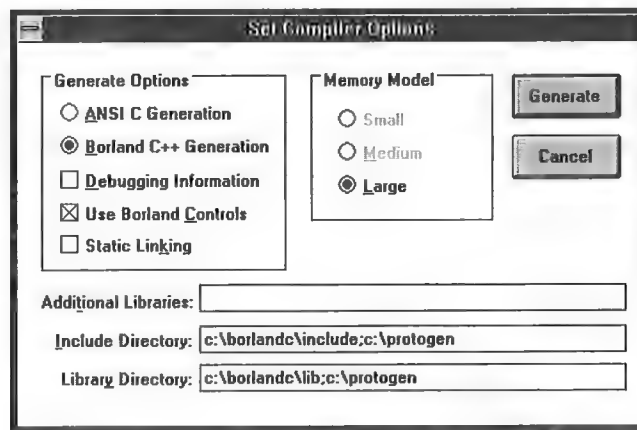 Set Compiler Options
Generate Options
ANSI C Generation
Borland C++ Generation
Debugging Information
Use Borland Controls
Static Linking
Memory Model
Small
Medium
Large
Generate
Cancel
Additional Libraries:
Include Directory: c:\borlandc\include;c:\protogen
Library Directory: c:\borlandc\lib;c:\protogen